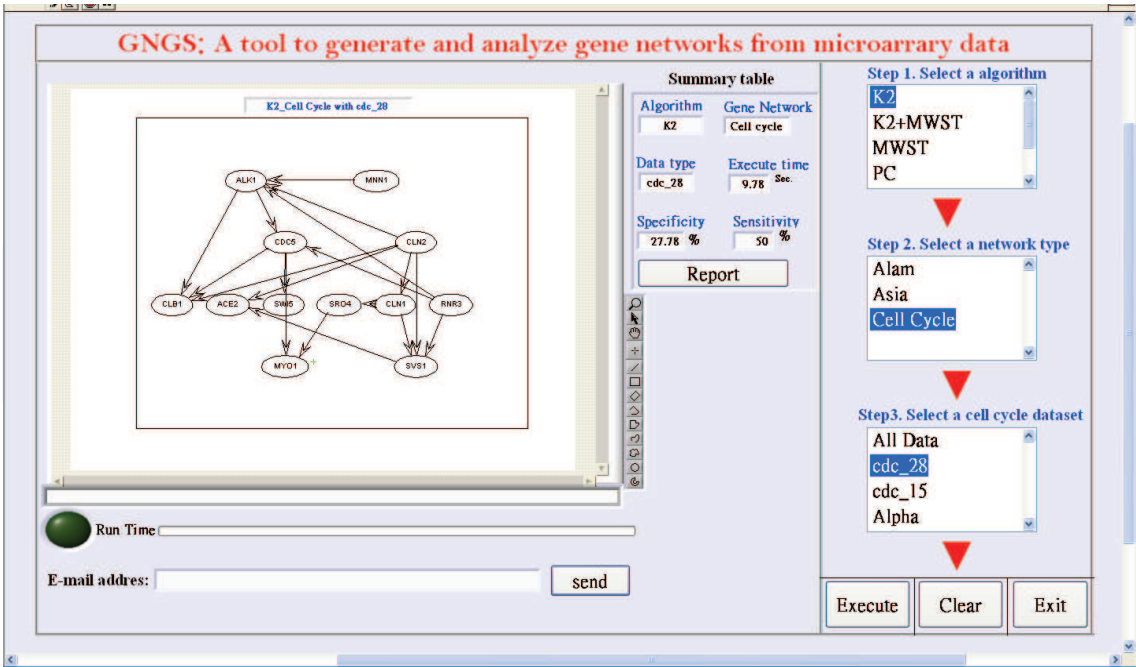 GNGS: A tool to generate and analyze gene networks from microarrary data
K2_Cell Cycle with cdc_28
ALK1
MNN1
CDC5
CLN2
CLB1
ACE2
SWI5
SRO4
CLN1
RNR3
MYO1
SVS1
Summary table
Algorithm
Gene Network
K2
Cell cycle
Data type
Execute time
cdc_28
9.78 Sec.
Specificity
Sensitivity
27.78 %
50 %
Report
Run Time
E-mail addres:
send
Step 1. Select a algorithm
K2
K2+MWST
MWST
PC
Step 2. Select a network type
Alam
Asia
Cell Cycle
Step3. Select a cell cycle dataset
All Data
cdc_28
cdc_15
Alpha
Execute
Clear
Exit